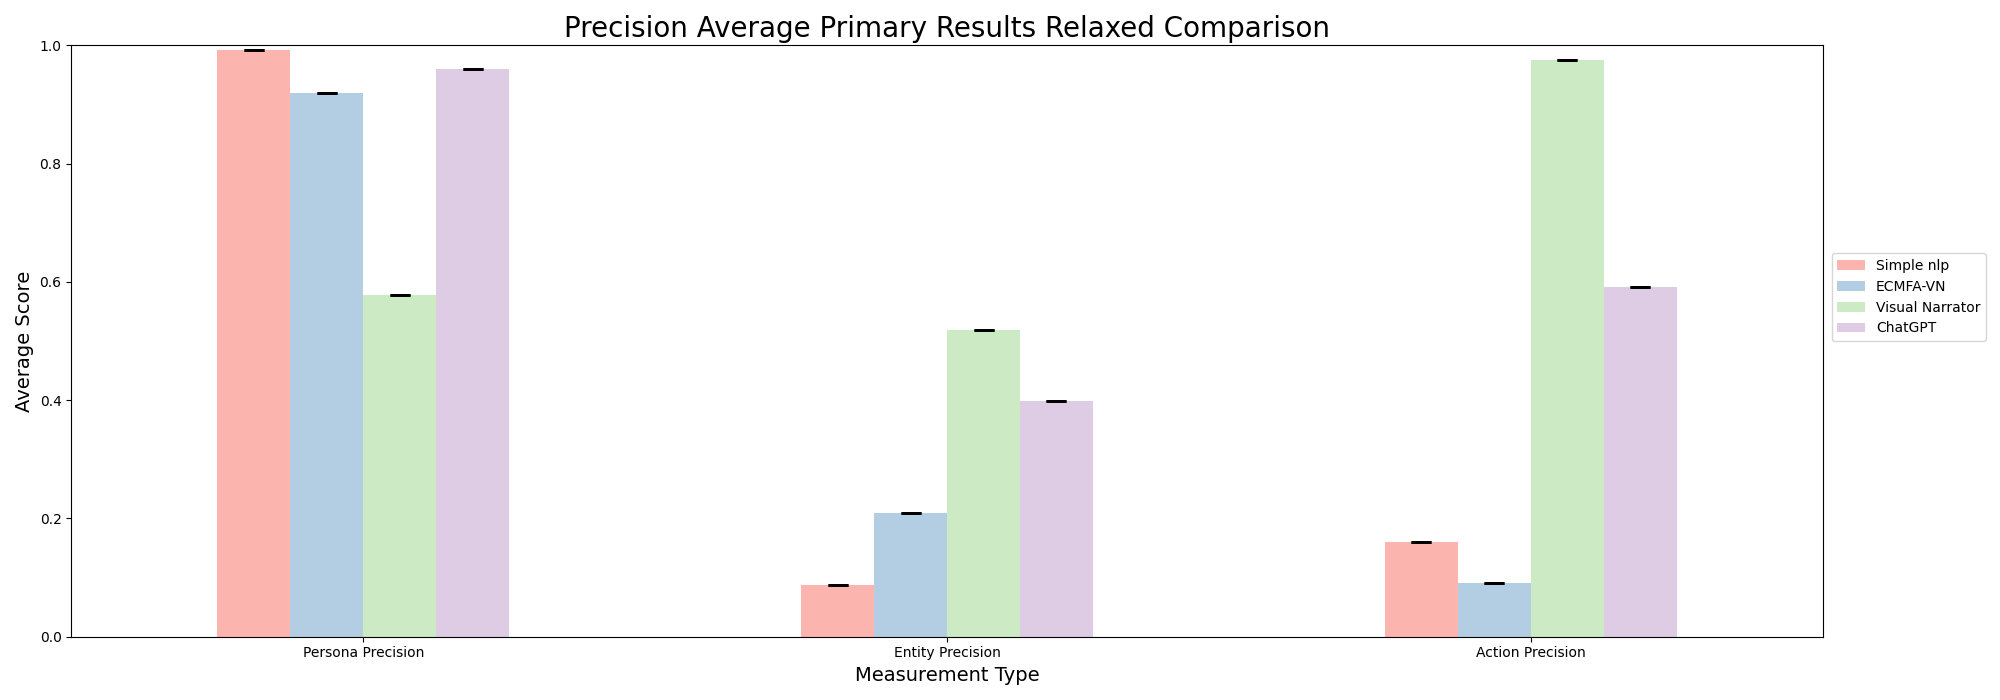 Precision Average Primary Results Relaxed Comparison
1.0
0.8
0.6
0.4
0.2
0.0
Average Score
Persona Precision
Entity Precision
Action Precision
Measurement Type
Simple nlp
ECMFA-VN
Visual Narrator
ChatGPT